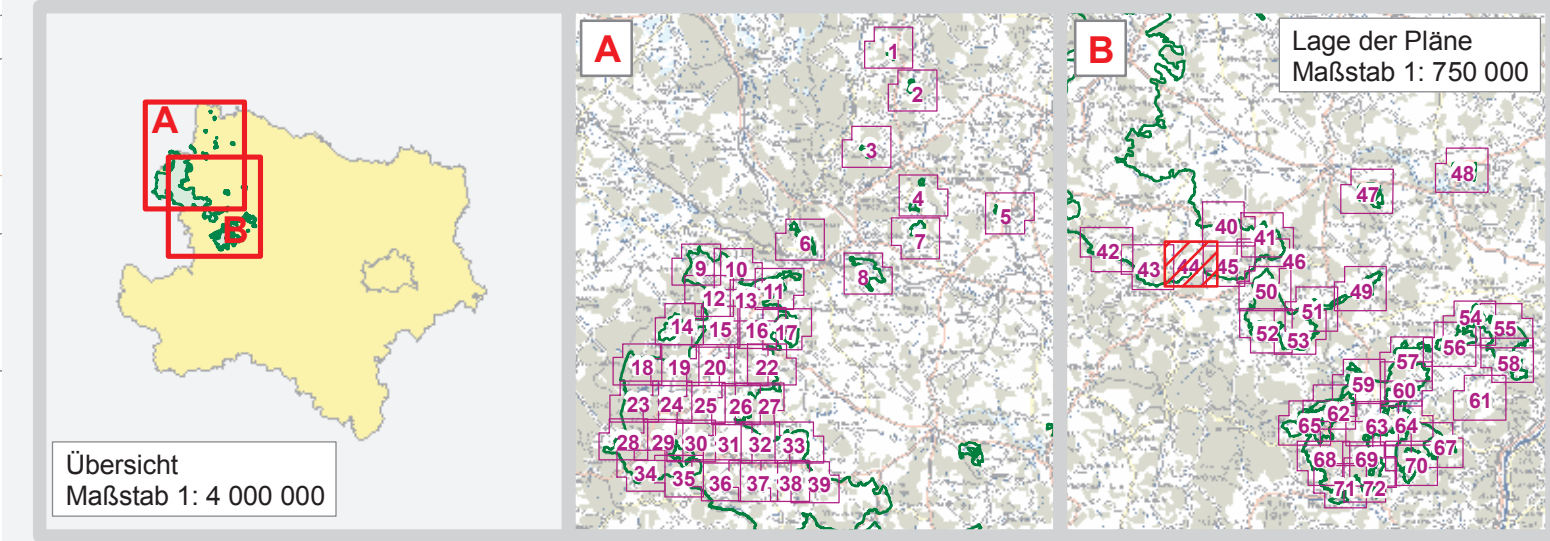 A
B
Übersicht
Maßstab 1: 4 000 000
A
1
2
3
4
5
6
7
8
9 10
11
12 13
14 15 16 17
18 19 20 22
23 24 25 26 27
28 29 30 31 32 33
34 35 36 37 38 39
B
Lage der Pläne
Maßstab 1: 750 000
48
47
40
41
42
43 44 45 46
49
50
51
52 53
54
55
56
57
58
59
60
61
62
65 63 64
67
68 69 70
71 72